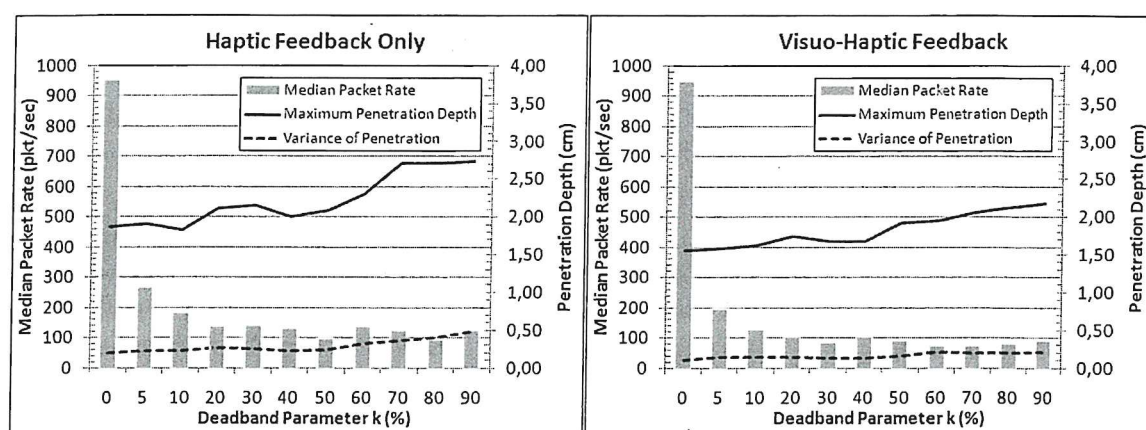 Haptic Feedback Only
Median Packet Rate (pkt/sec)
1000
900
800
700
600
500
400
300
200
100
0
Median Packet Rate
Maximum Penetration Depth
Variance of Penetration
4,00
3,50
3,00
2,50
2,00
1,50
1,00
0,50
0,00
Penetration Depth (cm)
0 5 10 20 30 40 50 60 70 80 90
Deadband Parameter k (%)
Visuo-Haptic Feedback
Median Packet Rate (pkt/sec)
1000
900
800
700
600
500
400
300
200
100
0
Median Packet Rate
Maximum Penetration Depth
Variance of Penetration
4,00
3,50
3,00
2,50
2,00
1,50
1,00
0,50
0,00
Penetration Depth (cm)
0 5 10 20 30 40 50 60 70 80 90
Deadband Parameter k (%)